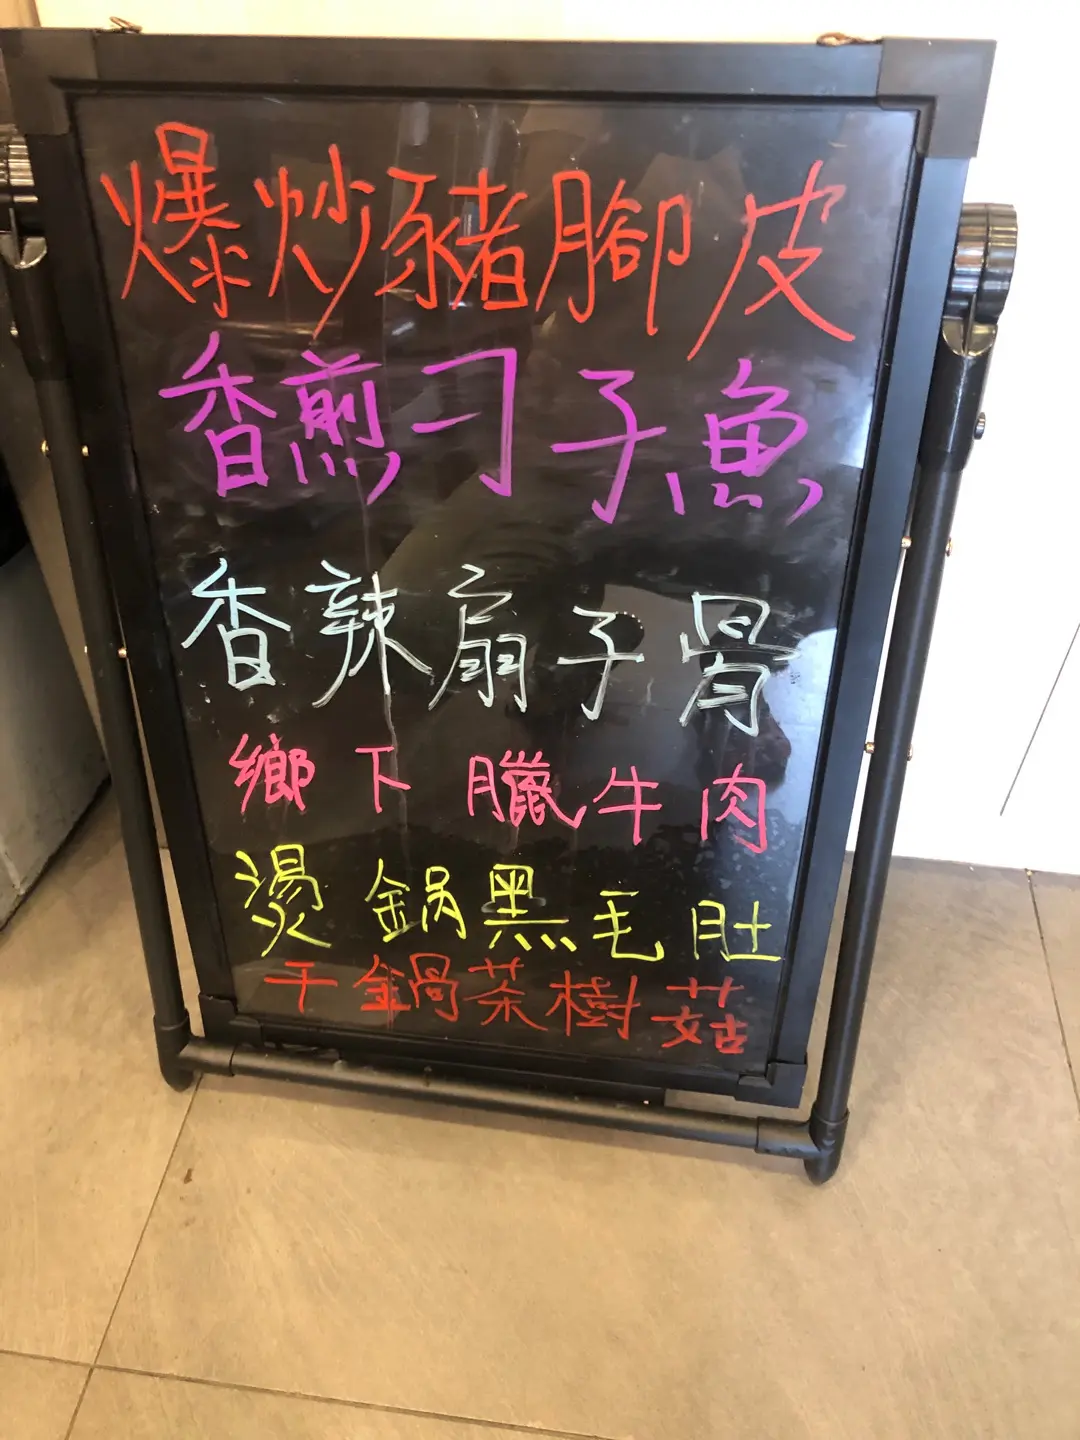 爆炒豬腳皮
香煎刁子魚
香辣扇子骨
鄉下臘牛肉
燙鍋黑毛肚
干鍋茶樹菇